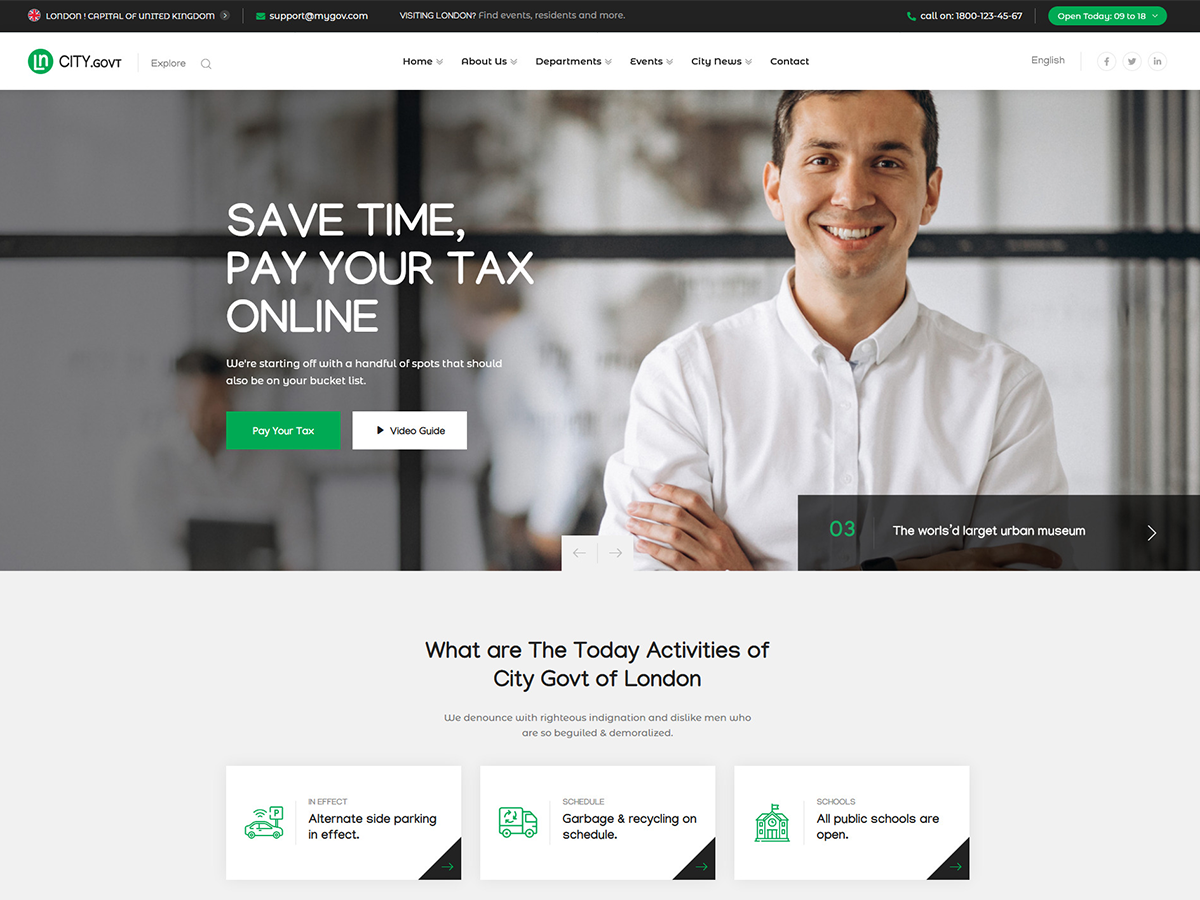 LONDON ! CAPITAL OF UNITED KINGDOM
support@mygov.com
VISITING LONDON? Find events, residents and more.
call on: 1800-123-45-67
Open Today: 09 to 18
Ln CITY.GOVT
Explore
Home
About Us
Departments
Events
City News
Contact
English
SAVE TIME,
PAY YOUR TAX
ONLINE
We're starting off with a handful of spots that should
also be on your bucket list.
Pay Your Tax
Video Guide
03
The worls'd larget urban museum
What are The Today Activities of
City Govt of London
We denounce with righteous indignation and dislike men who
are so beguiled & demoralized.
IN EFFECT
Alternate side parking
in effect.
SCHEDULE
Garbage & recycling on
schedule.
SCHOOLS
All public schools are
open.